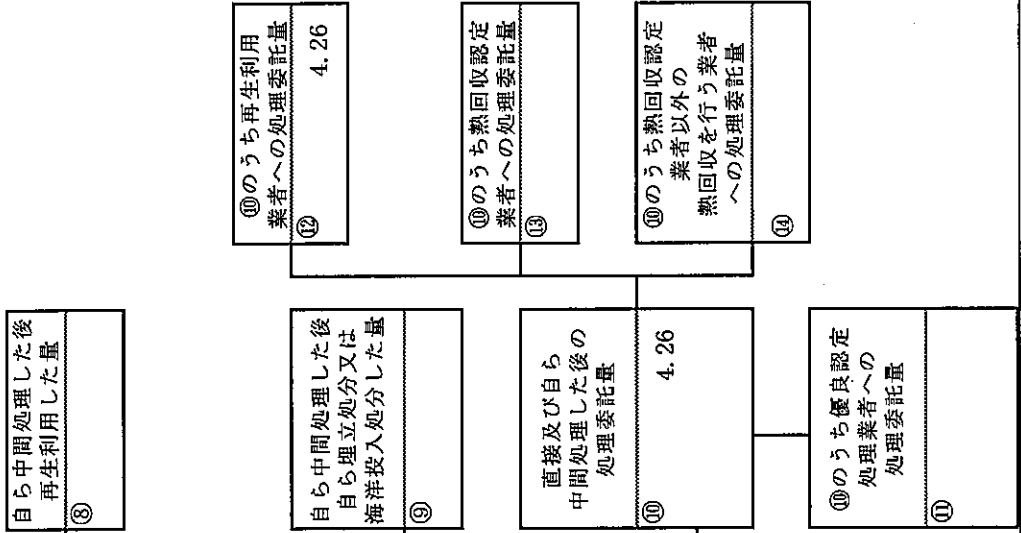 自ら中間処理した後
再生利用した量
⑧
自ら中間処理した後
自ら埋立処分又は
海洋投入処分した量
⑨
直接及び自ら
中間処理した後の
処理委託量
⑩
4.26
⑩のうち優良認定
処理業者への
処理委託量
⑪
⑩のうち再生利用
業者への処理委託量
⑫
4.26
⑩のうち熱回収認定
業者への処理委託量
⑬
⑩のうち熱回収認定
業者以外の
熱回収を行う業者
への処理委託量
⑭